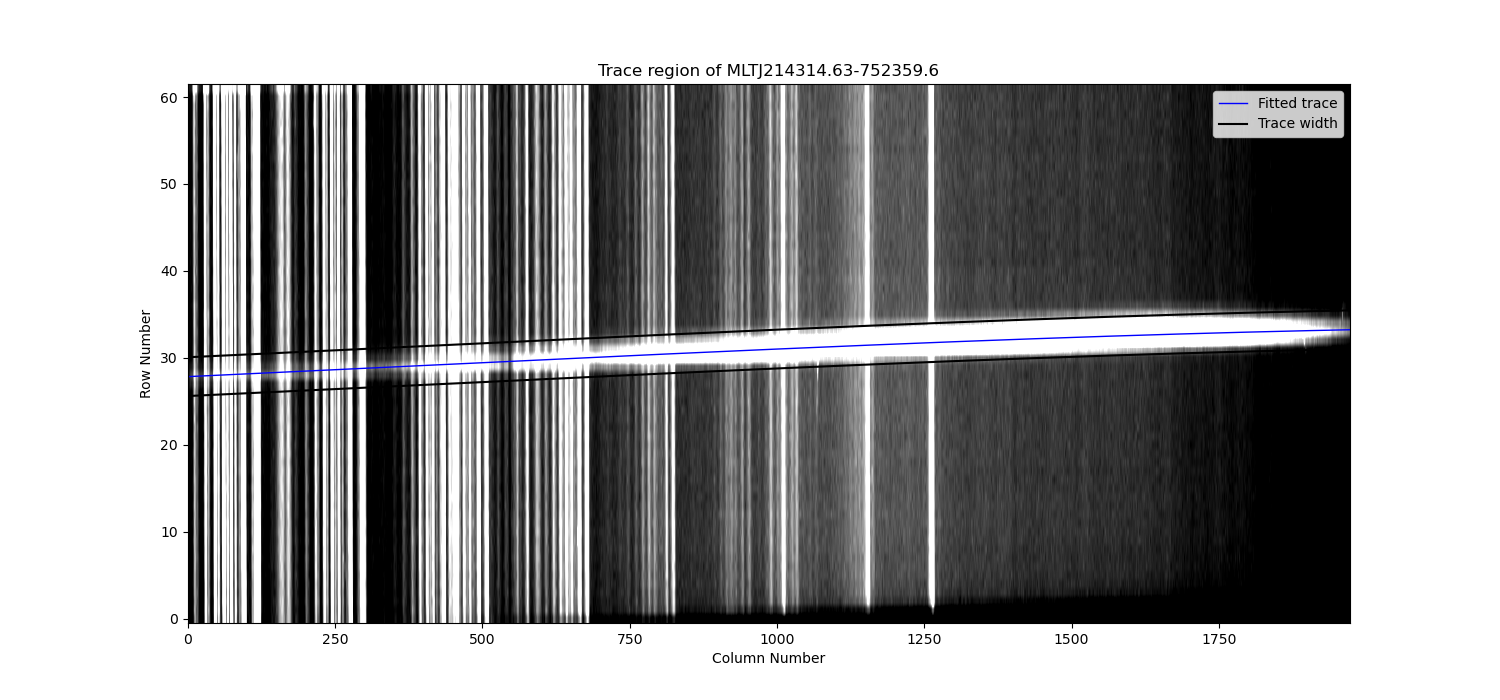 Trace region of MLTJ214314.63-752359.6
Fitted trace
Trace width
60
50
40
30
20
10
0
Row Number
0 250 500 750 1000 1250 1500 1750
Column Number